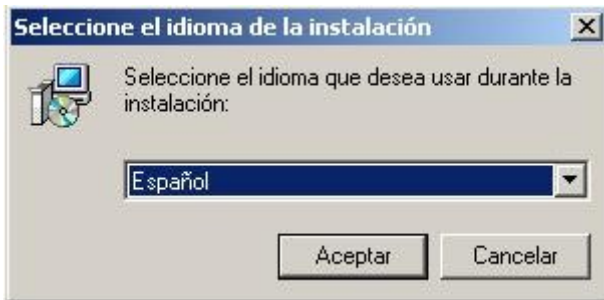 Seleccione el idioma de la instalación
Seleccione el idioma que desea usar durante la
instalación:
Español
Aceptar
Cancelar